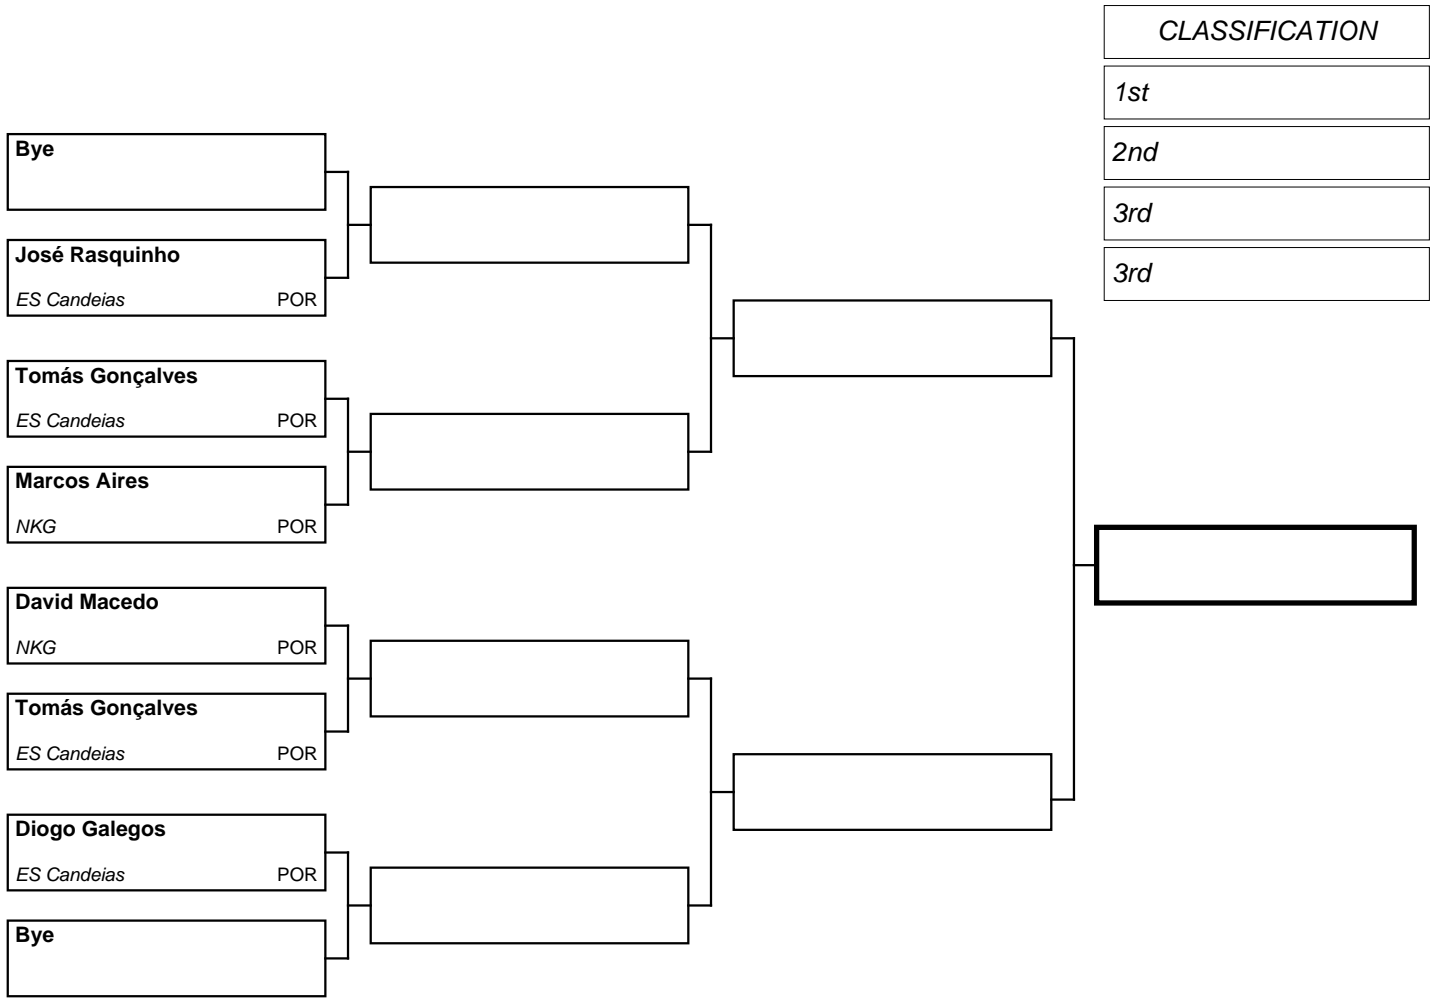 CLASSIFICATION
1st
2nd
3rd
3rd
Bye
José Rasquinho
ES Candeias POR
Tomás Gonçalves
ES Candeias POR
Marcos Aires
NKG POR
David Macedo
NKG POR
Tomás Gonçalves
ES Candeias POR
Diogo Galegos
ES Candeias POR
Bye